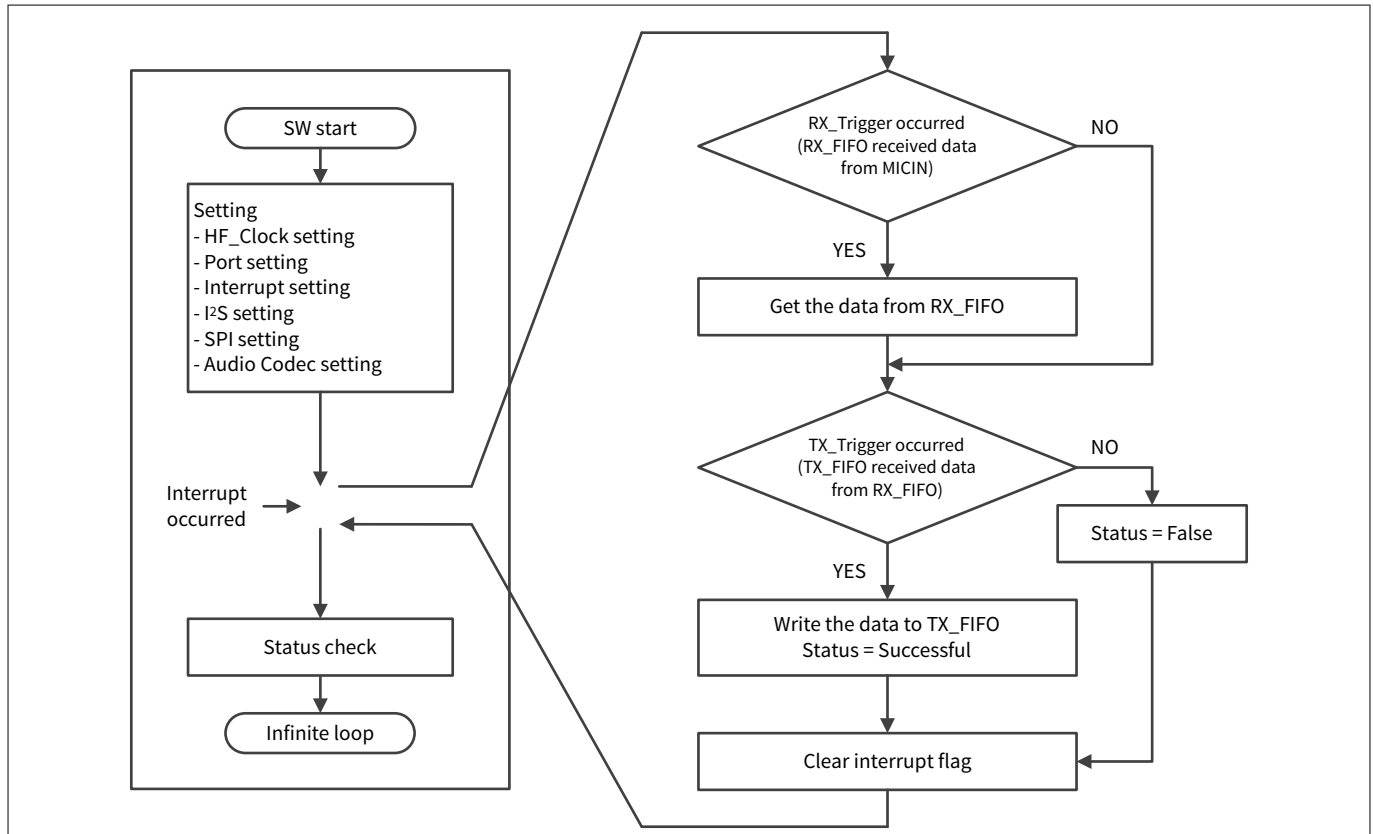 SW start
Setting
- HF_Clock setting
- Port setting
- Interrupt setting
- I²S setting
- SPI setting
- Audio Codec setting
Interrupt
occurred
Status check
Infinite loop
RX_Trigger occurred
(RX_FIFO received data
from MICIN)
NO
YES
Get the data from RX_FIFO
TX_Trigger occurred
(TX_FIFO received data
from RX_FIFO)
NO
Status = False
YES
Write the data to TX_FIFO
Status = Successful
Clear interrupt flag